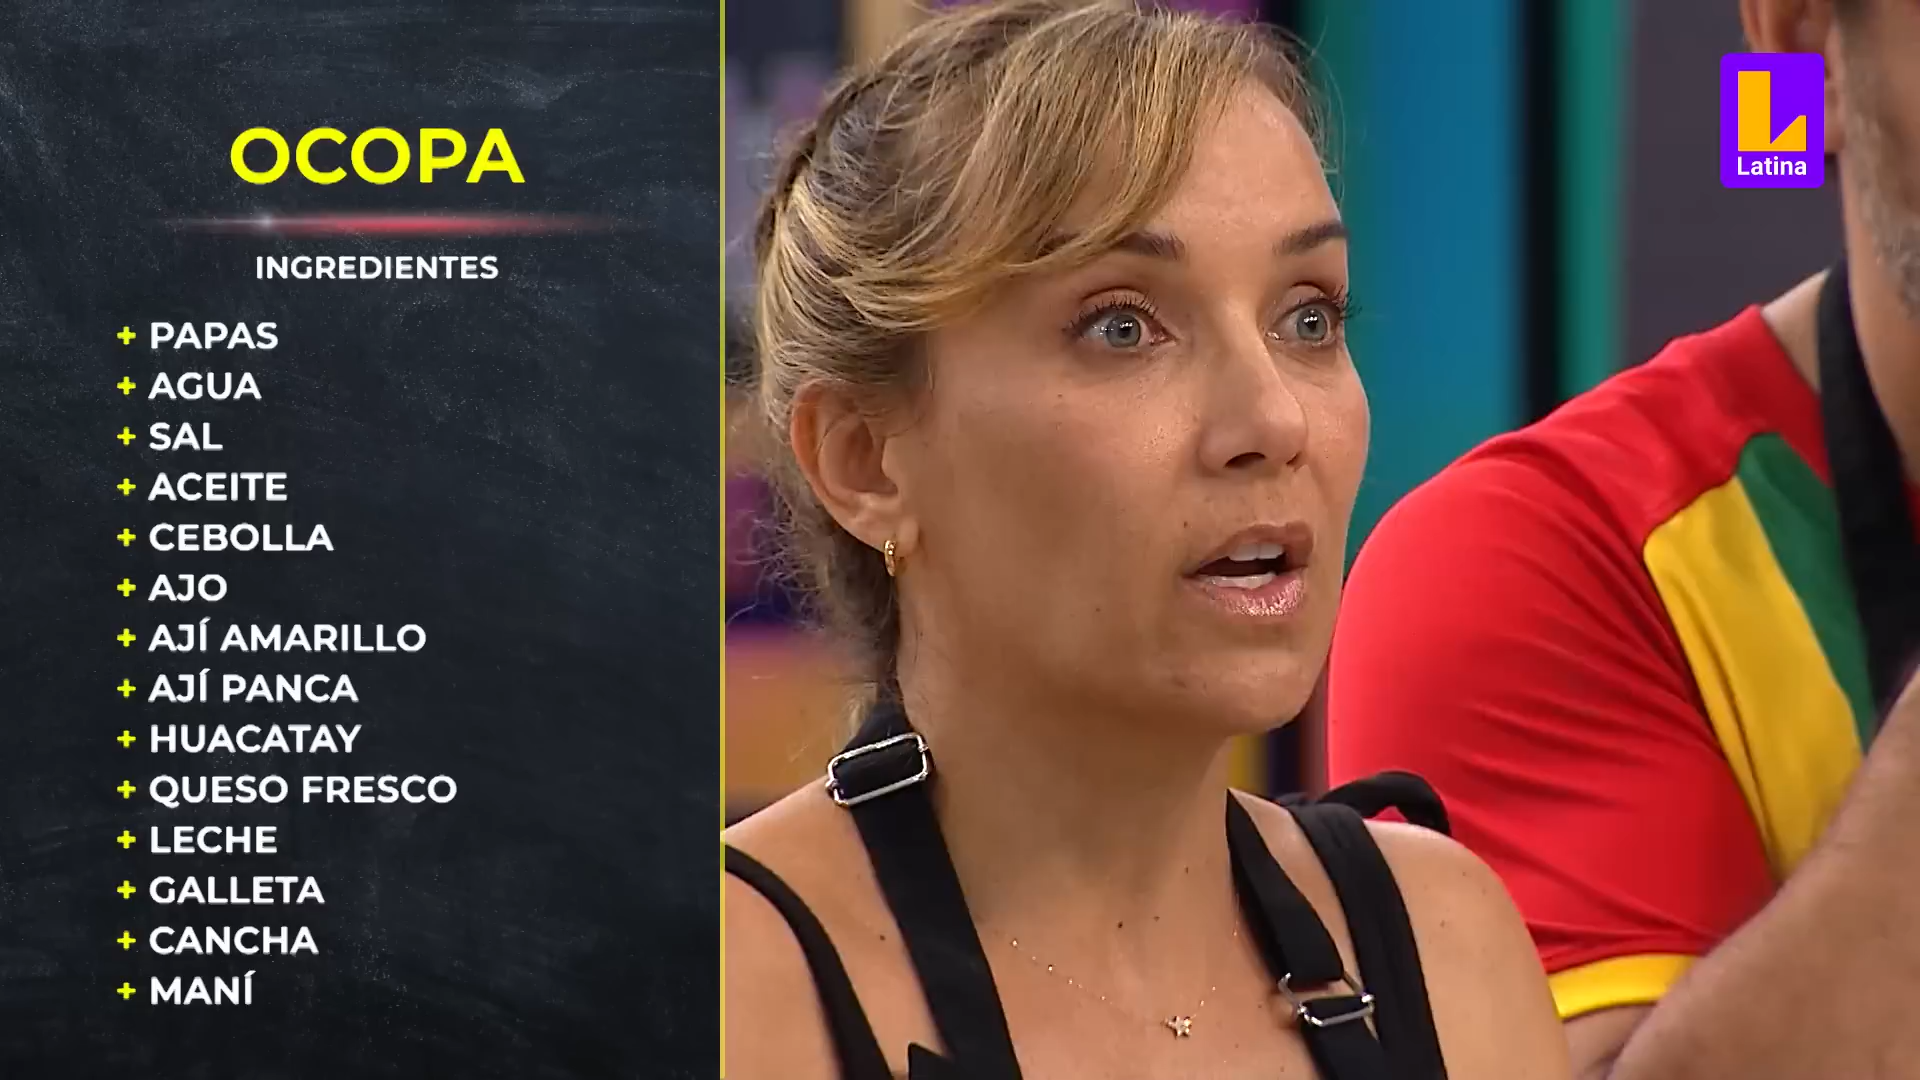 OCOPA
INGREDIENTES
+ PAPAS
+ AGUA
+ SAL
+ ACEITE
+ CEBOLLA
+ AJO
+ AJÍ AMARILLO
+ AJÍ PANCA
+ HUACATAY
+ QUESO FRESCO
+ LECHE
+ GALLETA
+ CANCHA
+ MANÍ
L
Latina